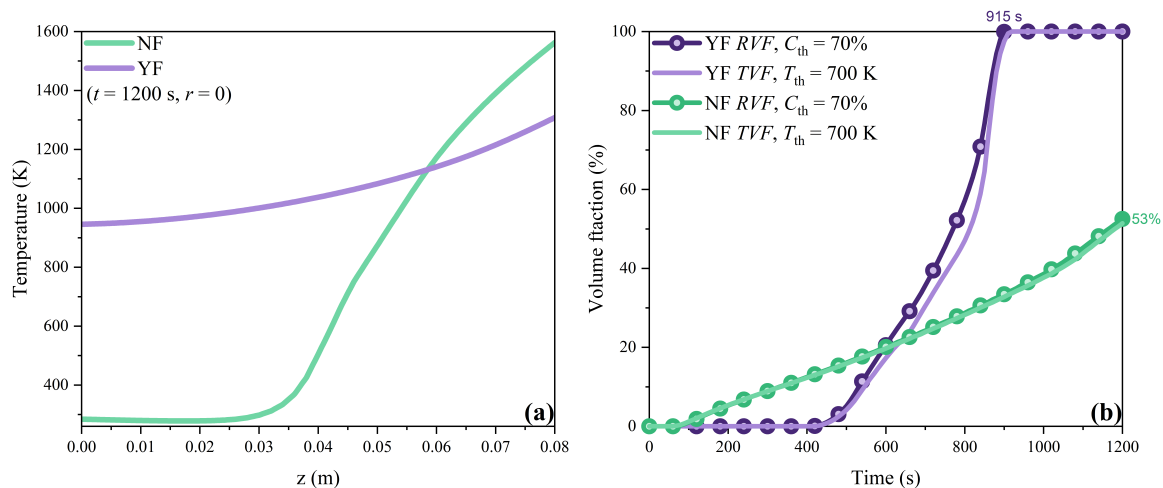 1600
1400
1200
1000
800
600
400
Temperature (K)
NF
YF
(t = 1200 s, r = 0)
(a)
0.00 0.01 0.02 0.03 0.04 0.05 0.06 0.07 0.08
z (m)
915 s
100
80
60
40
20
0
Volume ftaction (%)
YF RVF, Cth = 70%
YF TVF, Tth = 700 K
NF RVF, Cth = 70%
NF TVF, Tth = 700 K
53%
(b)
0 200 400 600 800 1000 1200
Time (s)